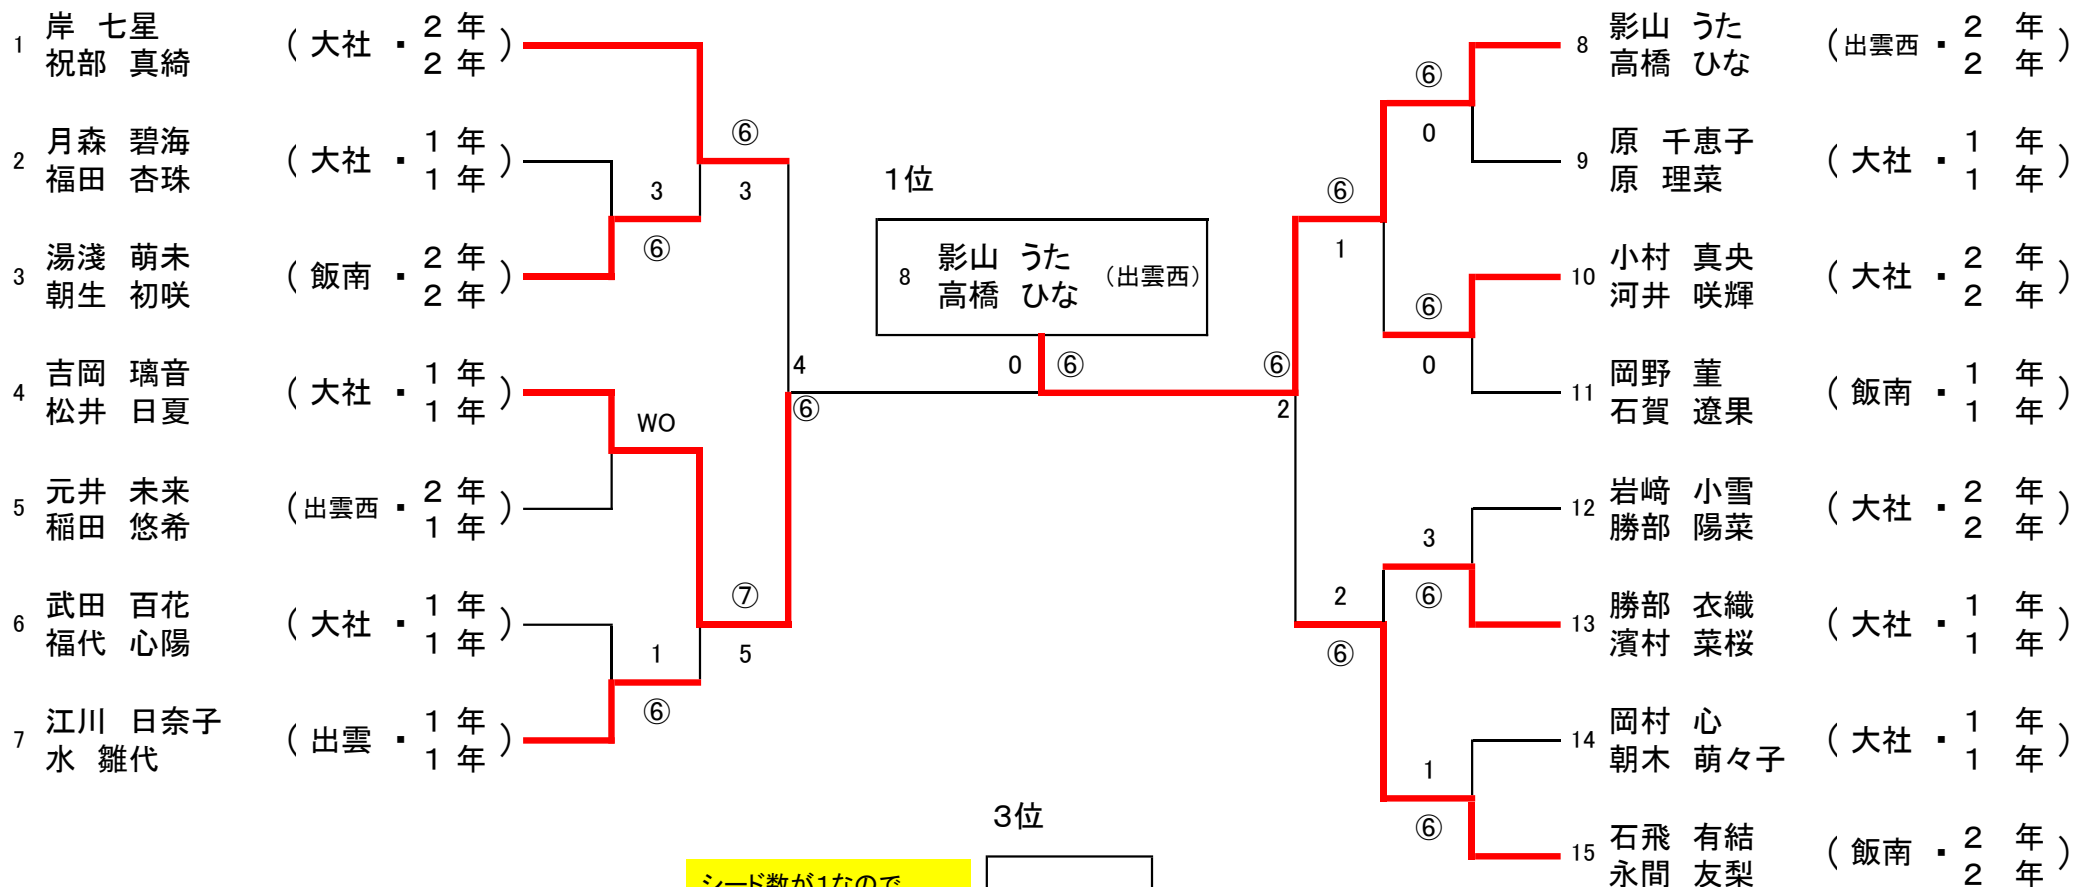 1 岸 七星 祝部 真綺 (大社・2年 2年)
2 月森 碧海 福田 杏珠 (大社・1年 1年)
3 湯淺 萌未 朝生 初咲 (飯南・2年 2年)
4 吉岡 璃音 松井 日夏 (大社・1年 1年)
5 元井 未来 稲田 悠希 (出雲西・2年 1年)
6 武田 百花 福代 心陽 (大社・1年 1年)
7 江川 日奈子 水 雛代 (出雲・1年 1年)
⑥
3
3
⑥
WO
⑦
5
1
⑥
4
⑥
1位
8 影山 うた 高橋 ひな (出雲西)
0 ⑥
⑥
2
⑥
1
⑥
0
⑥
0
3
⑥
2
⑥
1
⑥
8 影山 うた 高橋 ひな (出雲西・2年 2年)
9 原 千恵子 原 理菜 (大社・1年 1年)
10 小村 真央 河井 咲輝 (大社・2年 2年)
11 岡野 菫 石賀 遼果 (飯南・1年 1年)
12 岩﨑 小雪 勝部 陽菜 (大社・2年 2年)
13 勝部 衣織 濱村 菜桜 (大社・1年 1年)
14 岡村 心 朝木 萌々子 (大社・1年 1年)
15 石飛 有結 永間 友梨 (飯南・2年 2年)
3位
シード数が1なので